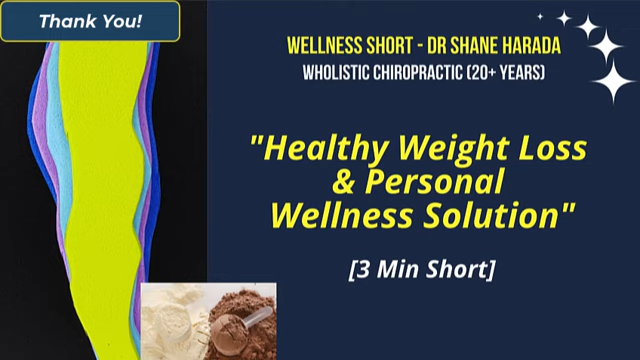 Thank You!
WELLNESS SHORT - DR SHANE HARADA
WHOLISTIC CHIROPRACTIC (20+ YEARS)
"Healthy Weight Loss
& Personal
Wellness Solution"
[3 Min Short]